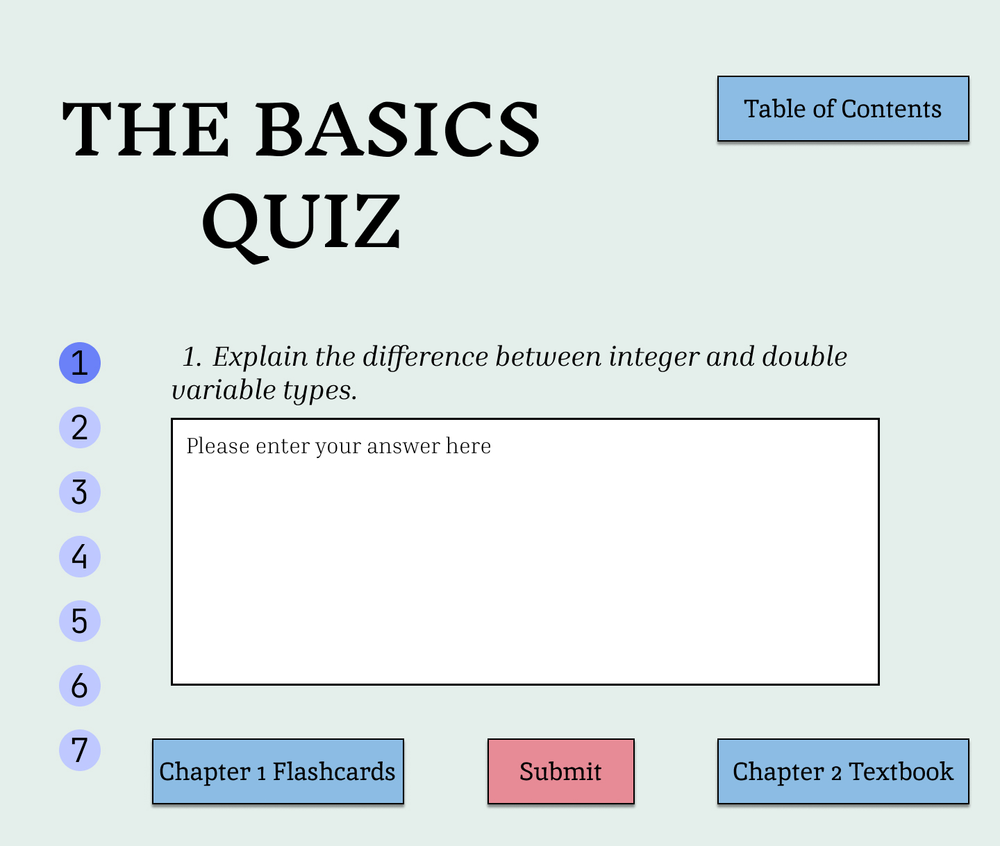 THE BASICS
QUIZ
Table of Contents
1. Explain the difference between integer and double
variable types.
Please enter your answer here
1
2
3
4
5
6
7
Chapter 1 Flashcards
Submit
Chapter 2 Textbook